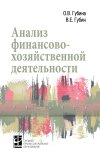 О.В. Губина
В.Е. Губин
Анализ
финансово-
хозяйственной
деятельности